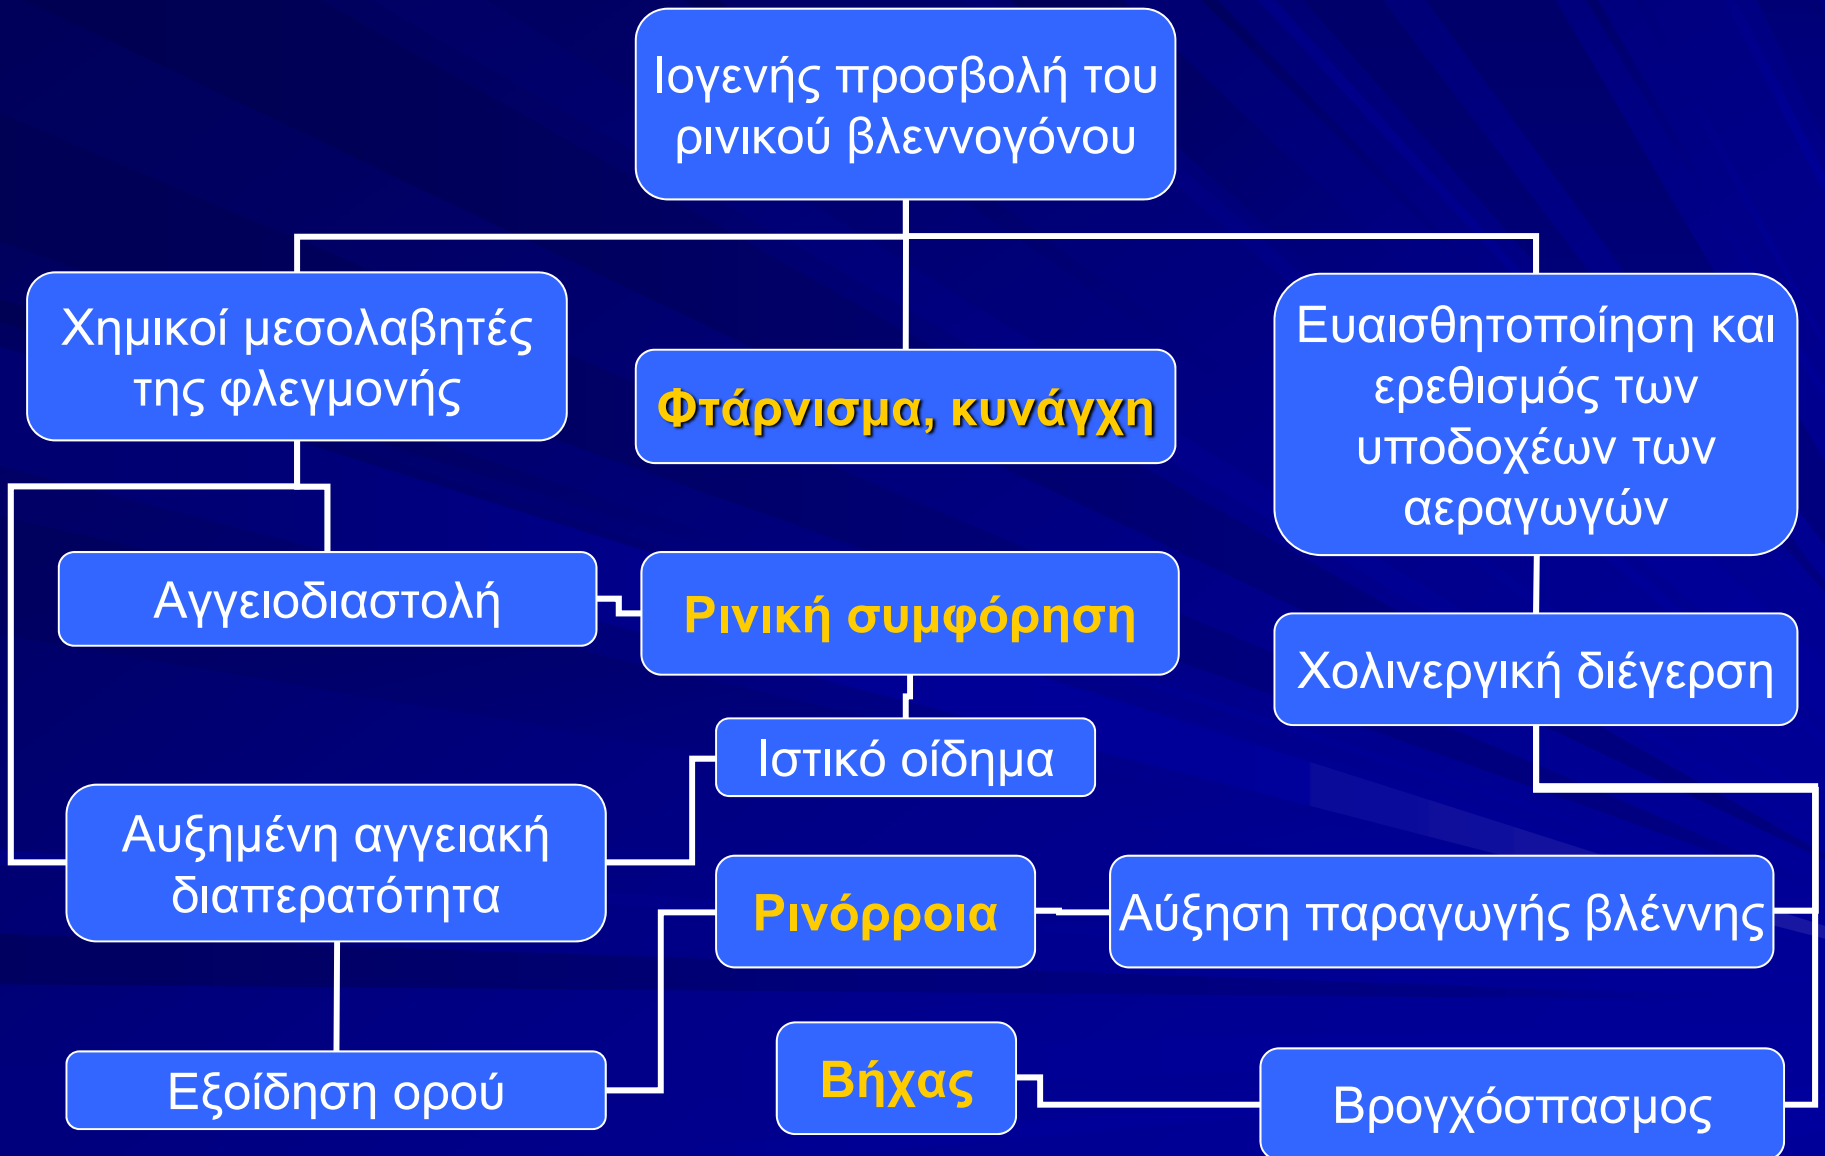 Ιογενής προσβολή του
ρινικού βλεννογόνου
Χημικοί μεσολαβητές
της φλεγμονής
Φτάρνισμα, κυνάγχη
Ευαισθητοποίηση και
ερεθισμός των
υποδοχέων των
αεραγωγών
Αγγειοδιαστολή
Ρινική συμφόρηση
Χολινεργική διέγερση
Ιστικό οίδημα
Αυξημένη αγγειακή
διαπερατότητα
Ρινόρροια
Αύξηση παραγωγής βλέννης
Εξοίδηση ορού
Βήχας
Βρογχόσπασμος